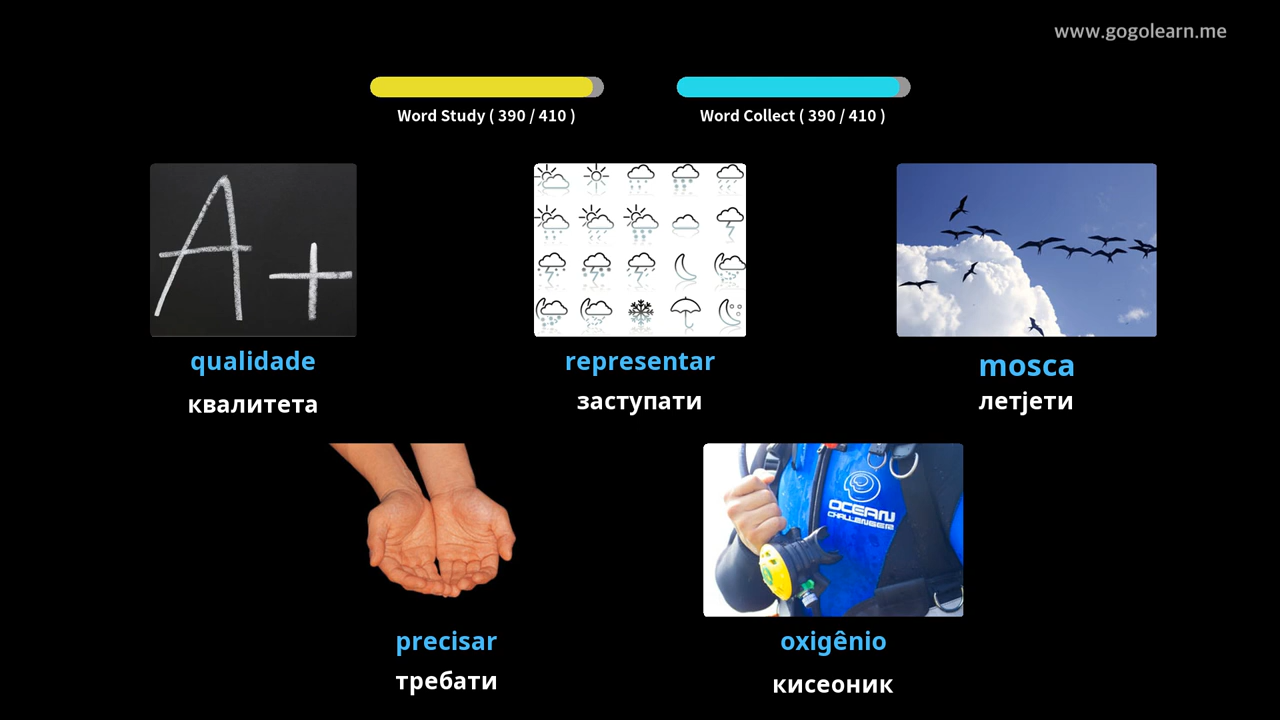 www.gogolearn.me
Word Study ( 390 / 410 )
Word Collect ( 390 / 410 )
A+
qualidade
representar
mosca
квалитета
заступати
летјети
OCEAN
CHALLENGER
precisar
oxigênio
требати
кисеоник